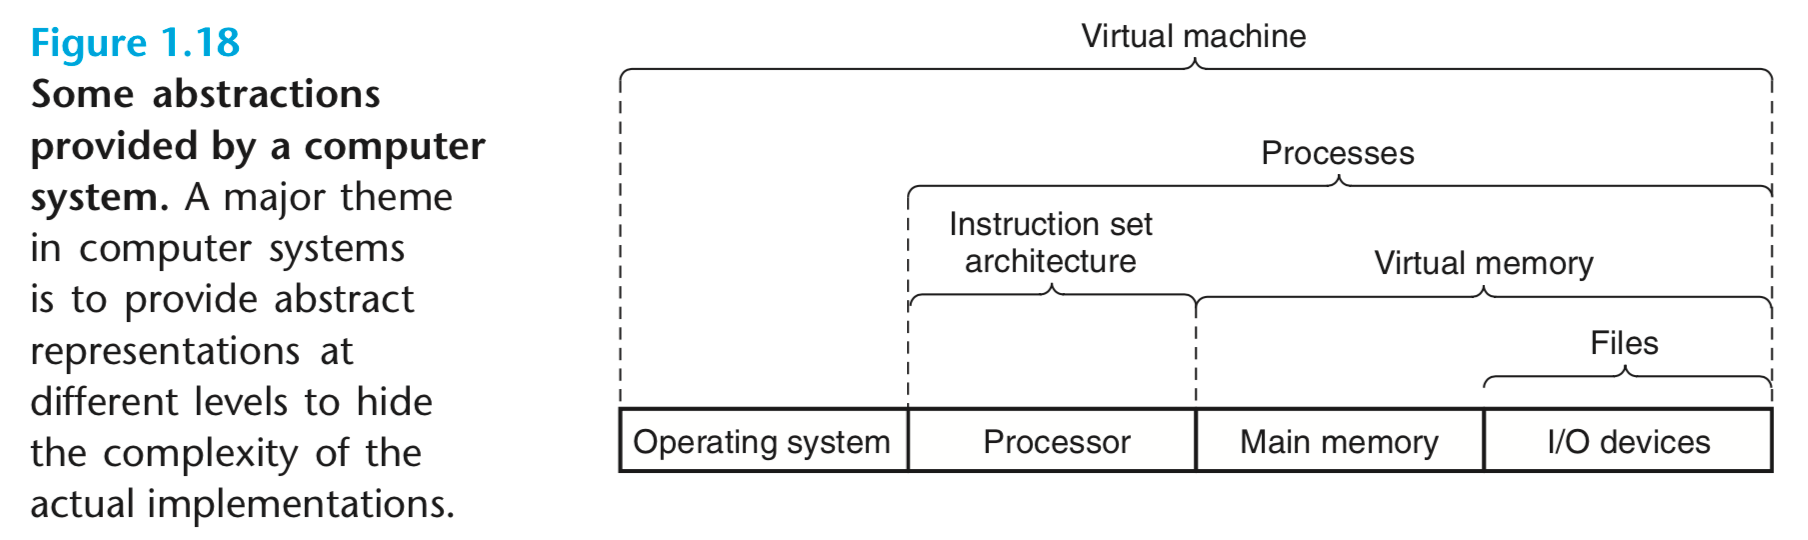 Figure 1.18
Some abstractions
provided by a computer
system. A major theme
in computer systems
is to provide abstract
representations at
different levels to hide
the complexity of the
actual implementations.
Virtual machine
Processes
Instruction set
architecture
Virtual memory
Files
Operating system
Processor
Main memory
I/O devices